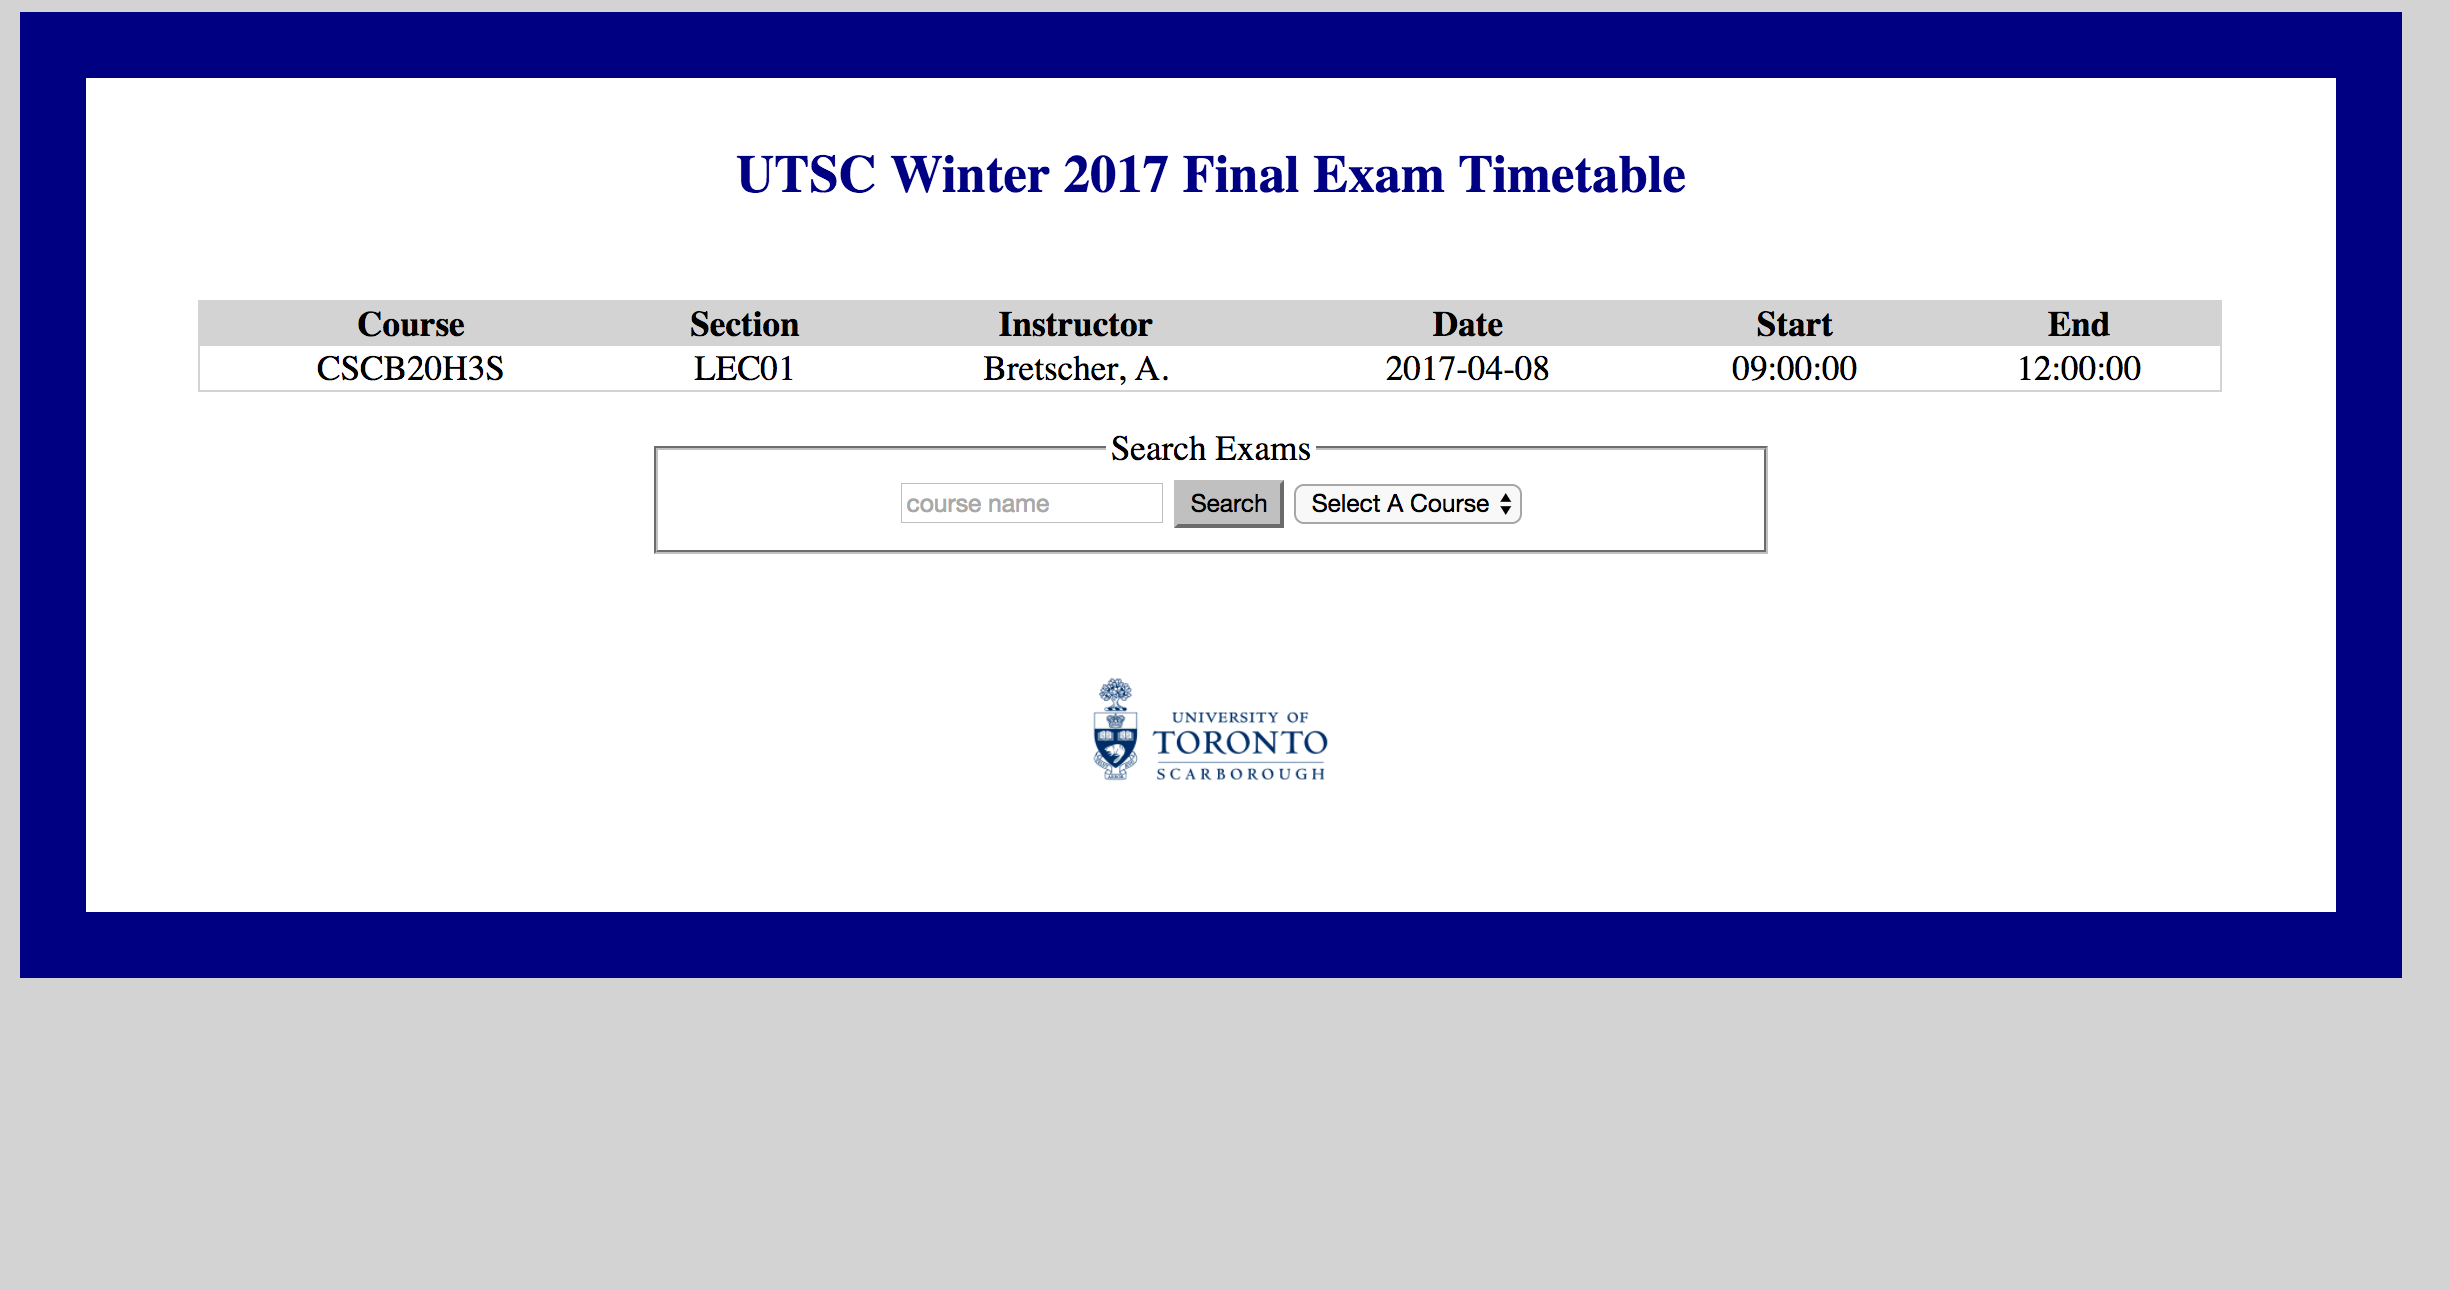 UTSC Winter 2017 Final Exam Timetable
Course Section Instructor Date Start End
CSCB20H3S LEC01 Bretscher, A. 2017-04-08 09:00:00 12:00:00
Search Exams
course name Search Select A Course
UNIVERSITY OF
TORONTO
SCARBOROUGH